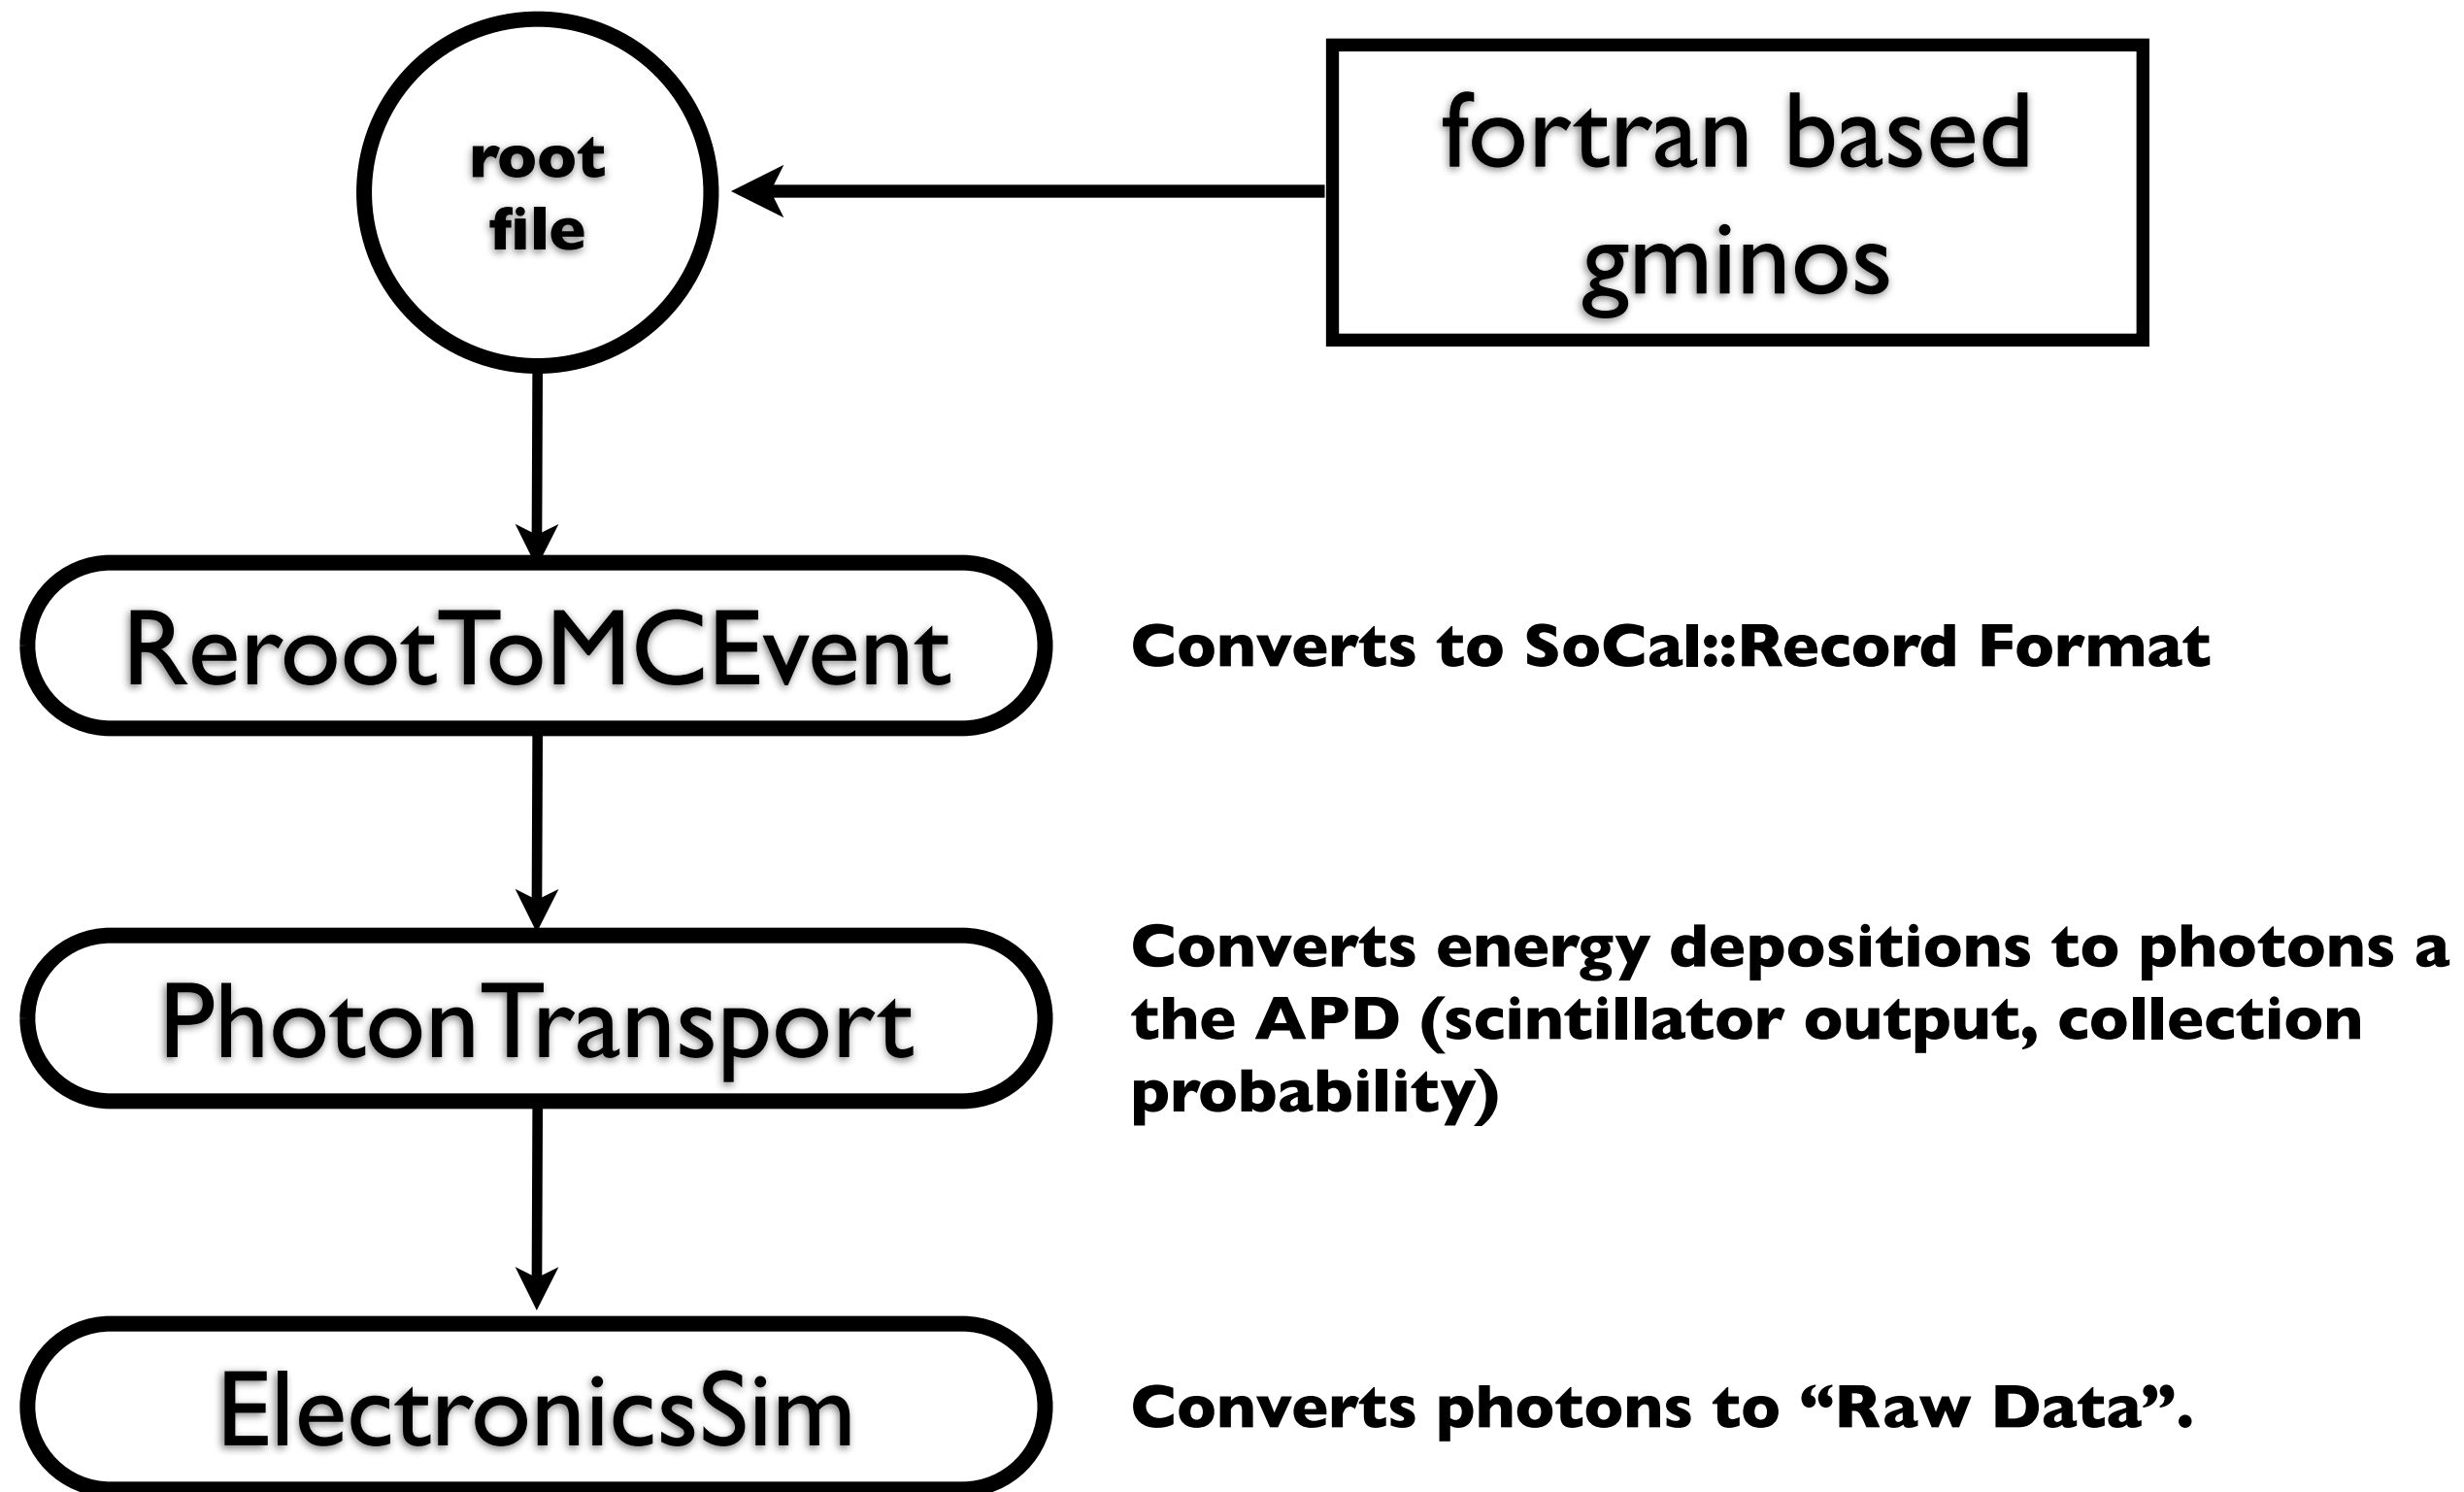 root
file
fortran based
gminos
RerootToMCEvent
Converts to SoCal::Record Format
PhotonTransport
Converts energy depositions to photons a
the APD (scintillator output, collection
probability)
ElectronicsSim
Converts photons to “Raw Data”.